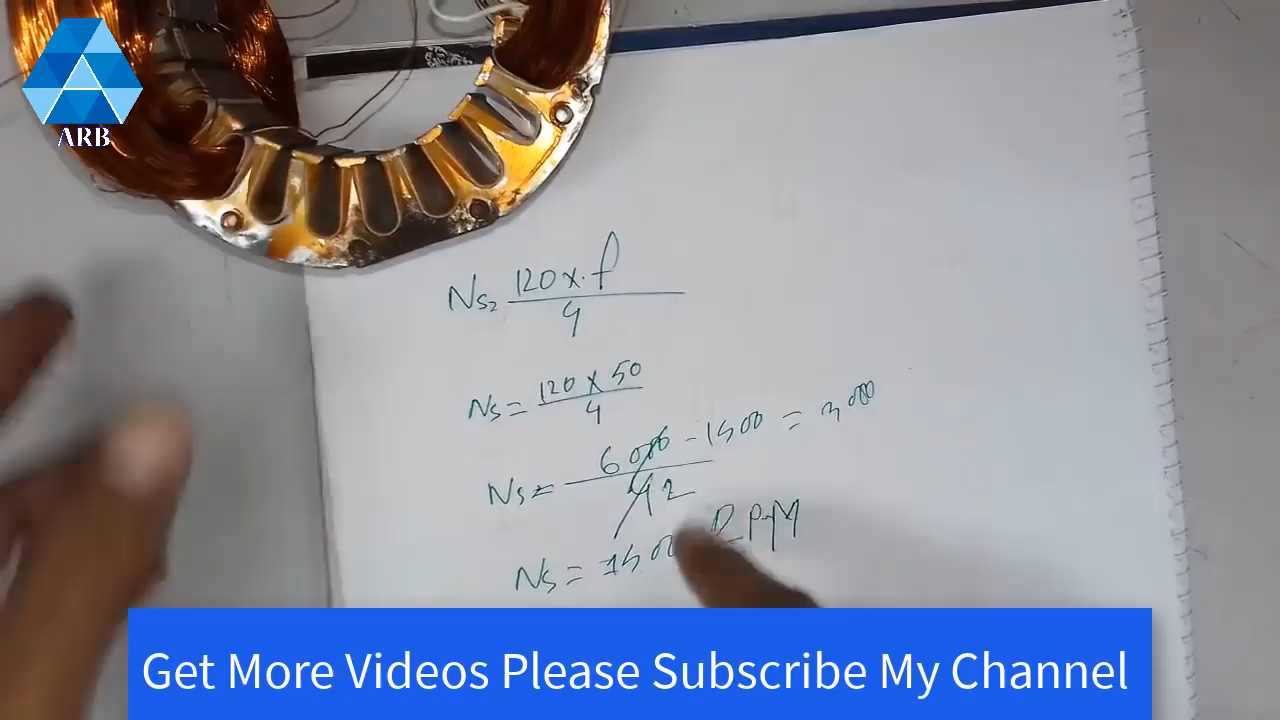 ARB
Ns= 120 x f
4
Ns = 120 x 50
4
Ns= 6000 - 1500 = 3000
4 2
Ns = 1500 RPM
Get More Videos Please Subscribe My Channel